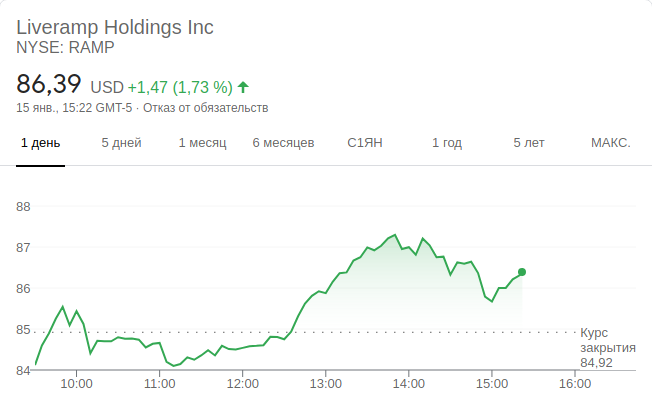 Liveramp Holdings Inc
NYSE: RAMP
86,39 USD +1,47 (1,73 %)
15 янв., 15:22 GMT-5 · Отказ от обязательств
1 день 5 дней 1 месяц 6 месяцев С1ЯН 1 год 5 лет МАКС.
88
87
86
85
84
Курс
закрытия
84,92
10:00 11:00 12:00 13:00 14:00 15:00 16:00